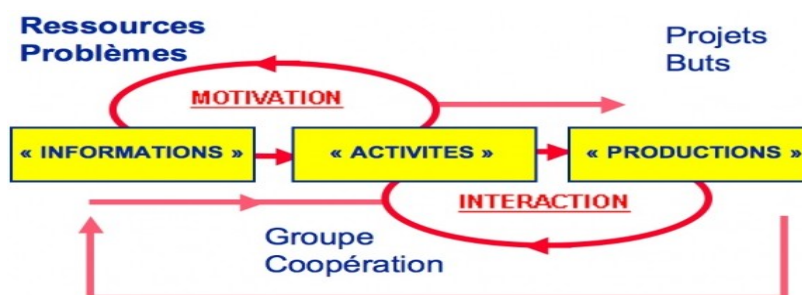 Ressources
Problèmes
Projets
Buts
MOTIVATION
« INFORMATIONS »
« ACTIVITES »
« PRODUCTIONS »
INTERACTION
Groupe
Coopération